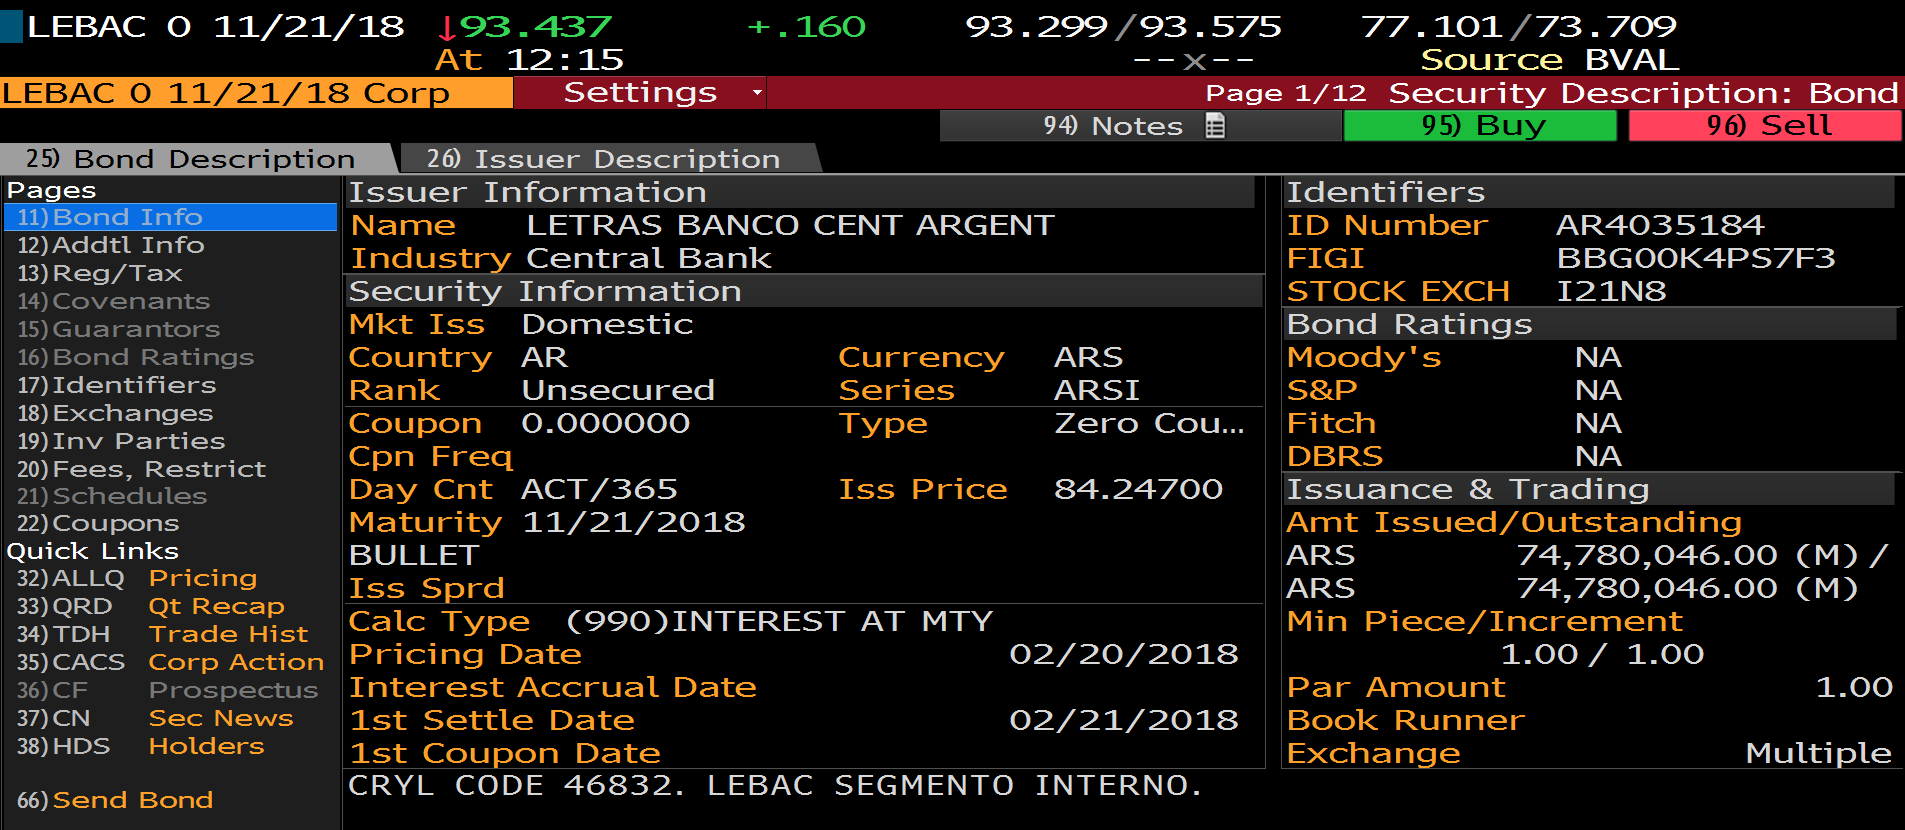 LEBAC 0 11/21/18 ↓93.437 +.160 93.299/93.575 77.101/73.709
At 12:15 --x-- Source BVAL
LEBAC 0 11/21/18 Corp Settings Page 1/12 Security Description: Bond
94) Notes 95) Buy 96) Sell
25) Bond Description 26) Issuer Description
Pages
11) Bond Info
12) Addtl Info
13) Reg/Tax
14) Covenants
15) Guarantors
16) Bond Ratings
17) Identifiers
18) Exchanges
19) Inv Parties
20) Fees, Restrict
21) Schedules
22) Coupons
Quick Links
32) ALLQ Pricing
33) QRD Qt Recap
34) TDH Trade Hist
35) CACS Corp Action
36) CF Prospectus
37) CN Sec News
38) HDS Holders
66) Send Bond
Issuer Information
Name LETRAS BANCO CENT ARGENT
Industry Central Bank
Security Information
Mkt Iss Domestic
Country AR Currency ARS
Rank Unsecured Series ARSI
Coupon 0.000000 Type Zero Cou...
Cpn Freq
Day Cnt ACT/365 Iss Price 84.24700
Maturity 11/21/2018
BULLET
Iss Sprd
Calc Type (990)INTEREST AT MTY
Pricing Date 02/20/2018
Interest Accrual Date
1st Settle Date 02/21/2018
1st Coupon Date
CRYL CODE 46832. LEBAC SEGMENTO INTERNO.
Identifiers
ID Number AR4035184
FIGI BBG00K4PS7F3
STOCK EXCH I21N8
Bond Ratings
Moody's NA
S&P NA
Fitch NA
DBRS NA
Issuance & Trading
Amt Issued/Outstanding
ARS 74,780,046.00 (M) /
ARS 74,780,046.00 (M)
Min Piece/Increment
1.00 / 1.00
Par Amount 1.00
Book Runner
Exchange Multiple